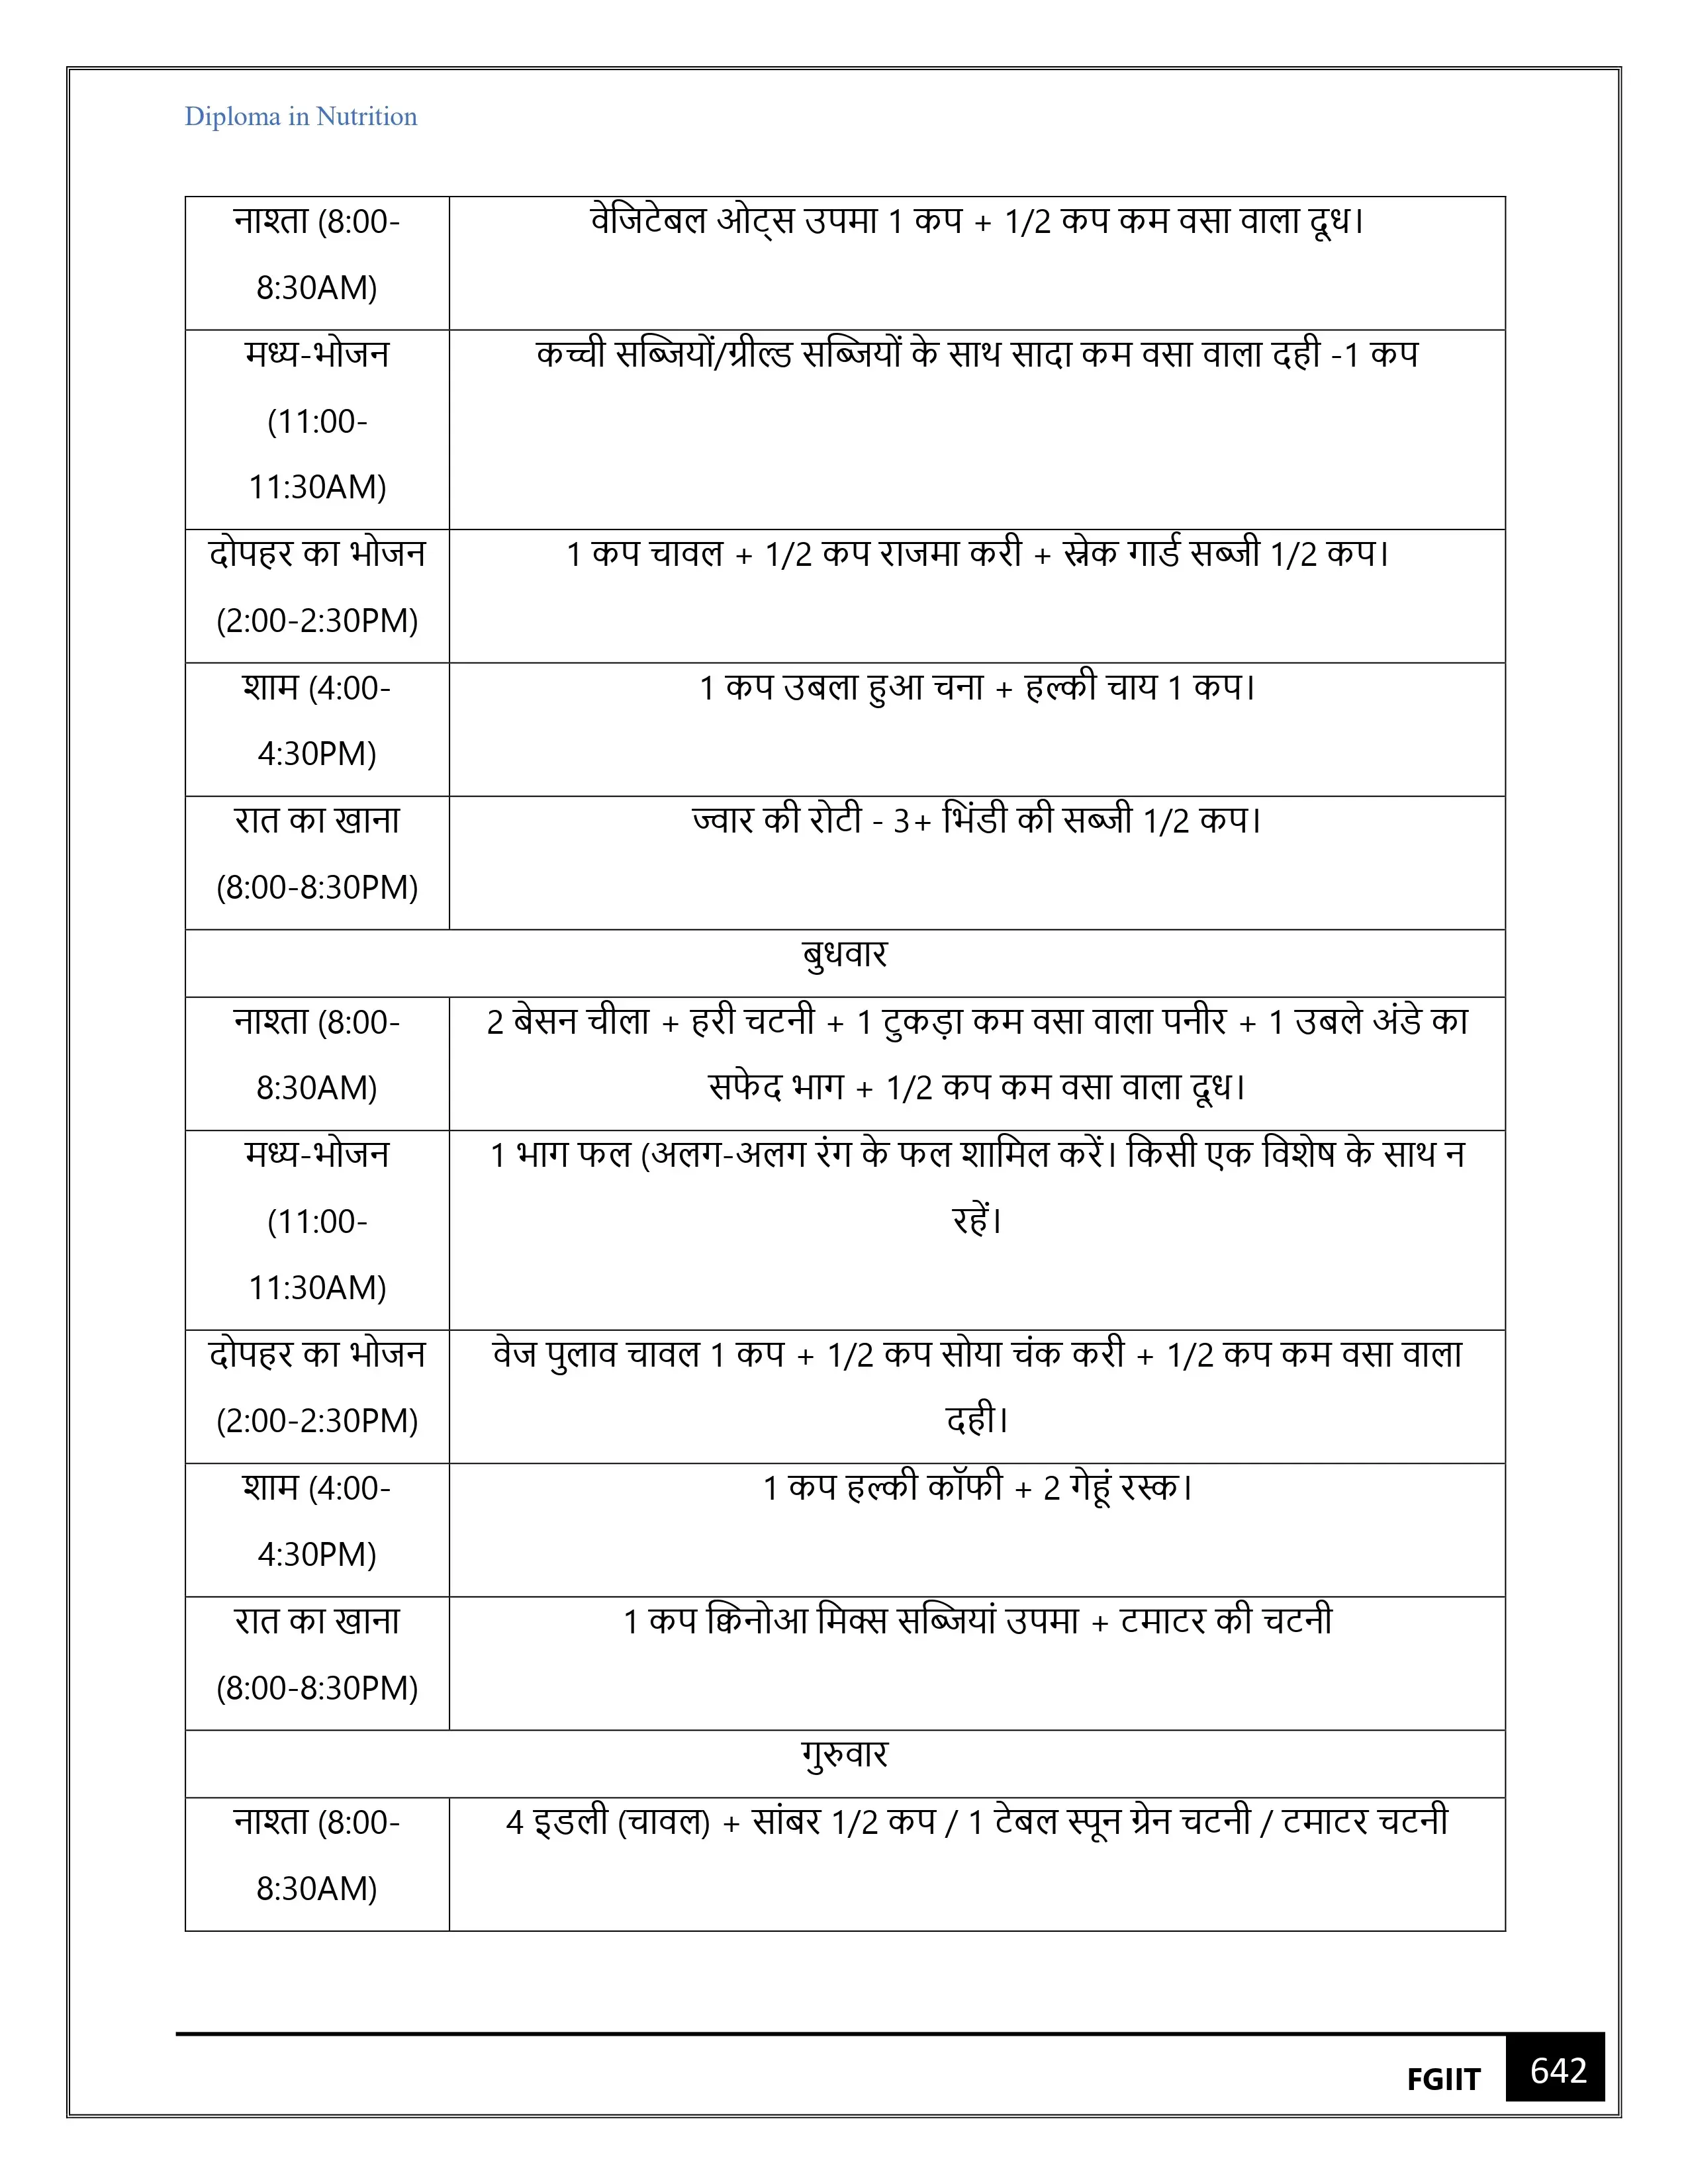 Diploma in Nutrition
नाश्ता (8:00-
8:30AM)
वेजिटेबल ओट्स उपमा 1 कप + 1/2 कप कम वसा वाला दूध।
मध्य-भोजन
(11:00-
11:30AM)
कच्ची सब्जियों/ग्रील्ड सब्जियों के साथ सादा कम वसा वाला दही -1 कप
दोपहर का भोजन
(2:00-2:30PM)
1 कप चावल + 1/2 कप राजमा करी + स्नेक गार्ड सब्जी 1/2 कप।
शाम (4:00-
4:30PM)
1 कप उबला हुआ चना + हल्की चाय 1 कप।
रात का खाना
(8:00-8:30PM)
ज्वार की रोटी - 3+ भिंडी की सब्जी 1/2 कप।
बुधवार
नाश्ता (8:00-
8:30AM)
2 बेसन चीला + हरी चटनी + 1 टुकड़ा कम वसा वाला पनीर + 1 उबले अंडे का
सफेद भाग + 1/2 कप कम वसा वाला दूध।
मध्य-भोजन
(11:00-
11:30AM)
1 भाग फल (अलग-अलग रंग के फल शामिल करें। किसी एक विशेष के साथ न
रहें।
दोपहर का भोजन
(2:00-2:30PM)
वेज पुलाव चावल 1 कप + 1/2 कप सोया चंक करी + 1/2 कप कम वसा वाला
दही।
शाम (4:00-
4:30PM)
1 कप हल्की कॉफी + 2 गेहूं रस्क।
रात का खाना
(8:00-8:30PM)
1 कप क्विनोआ मिक्स सब्जियां उपमा + टमाटर की चटनी
गुरुवार
नाश्ता (8:00-
8:30AM)
4 इडली (चावल) + सांबर 1/2 कप / 1 टेबल स्पून ग्रेन चटनी / टमाटर चटनी
FGIIT
642